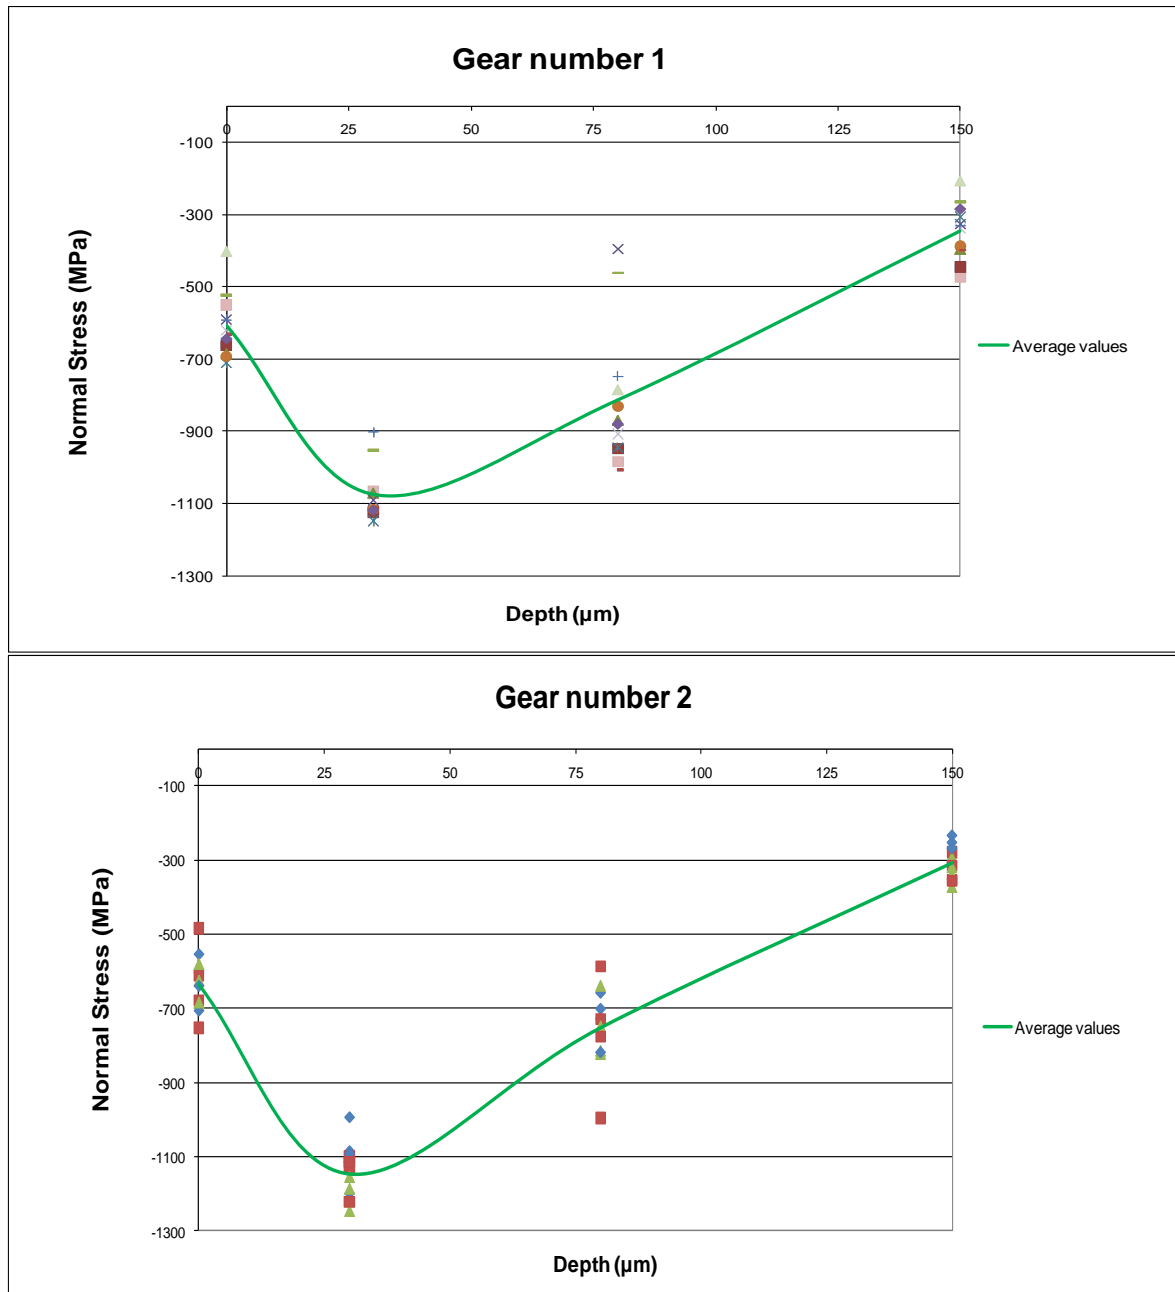 Gear number 1
0 25 50 75 100 125 150
-100
-300
-500
-700
-900
-1100
-1300
Normal Stress (MPa)
Depth (µm)
Average values
Gear number 2
0 25 50 75 100 125 150
-100
-300
-500
-700
-900
-1100
-1300
Normal Stress (MPa)
Depth (µm)
Average values